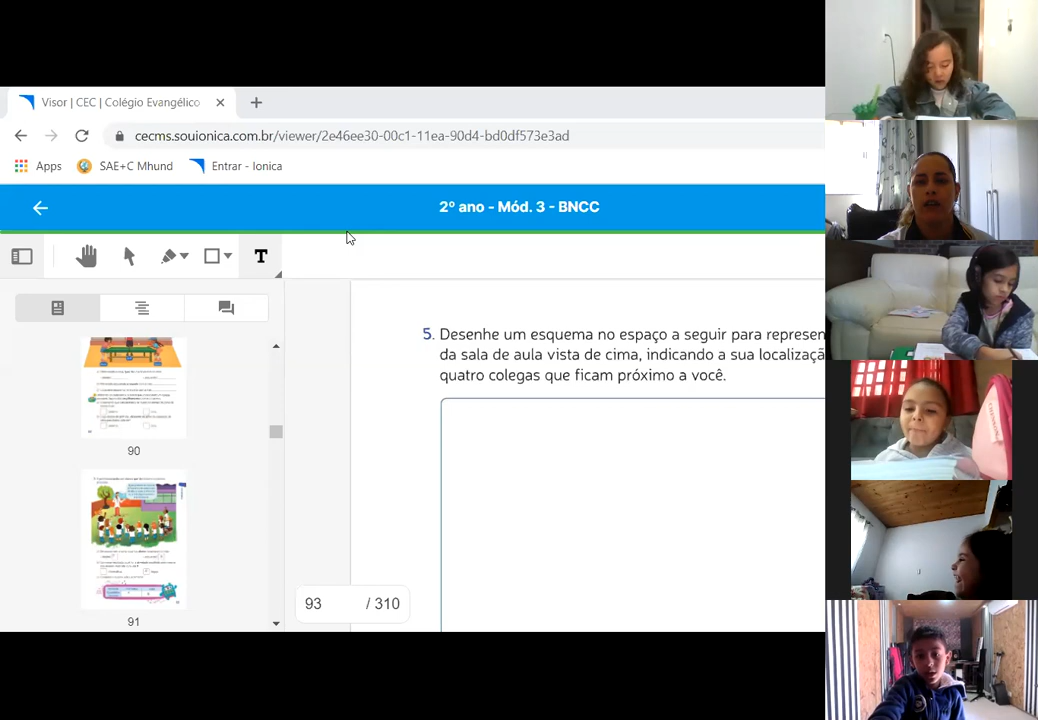 Visor | CEC | Colégio Evangélico
cecms.souionica.com.br/viewer/2e46ee30-00c1-11ea-90d4-bd0df573e3ad
Apps
SAE+C Mhund
Entrar - Ionica
2º ano - Mód. 3 - BNCC
T
5. Desenhe um esquema no espaço a seguir para represen
da sala de aula vista de cima, indicando a sua localizaçã
quatro colegas que ficam próximo a você.
90
91
93 / 310